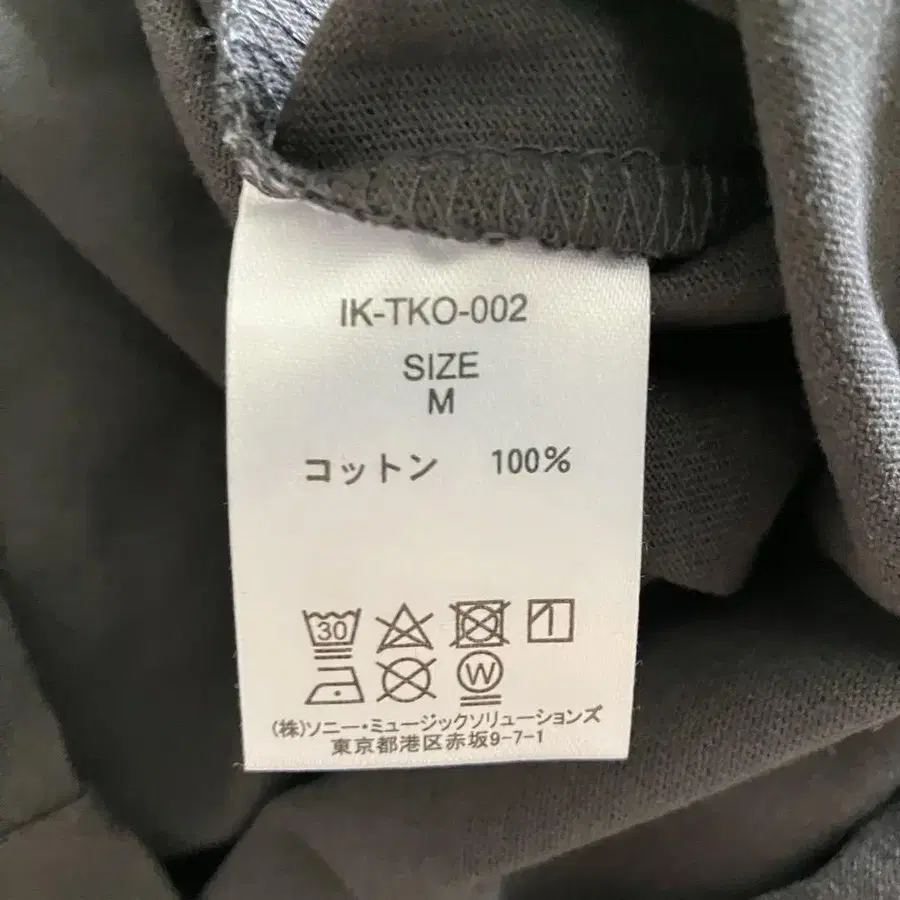 IK-TKO-002
SIZE
M
コットン 100%
30
W
(株)ソニー・ミュージックソリューションズ
東京都港区赤坂9-7-1